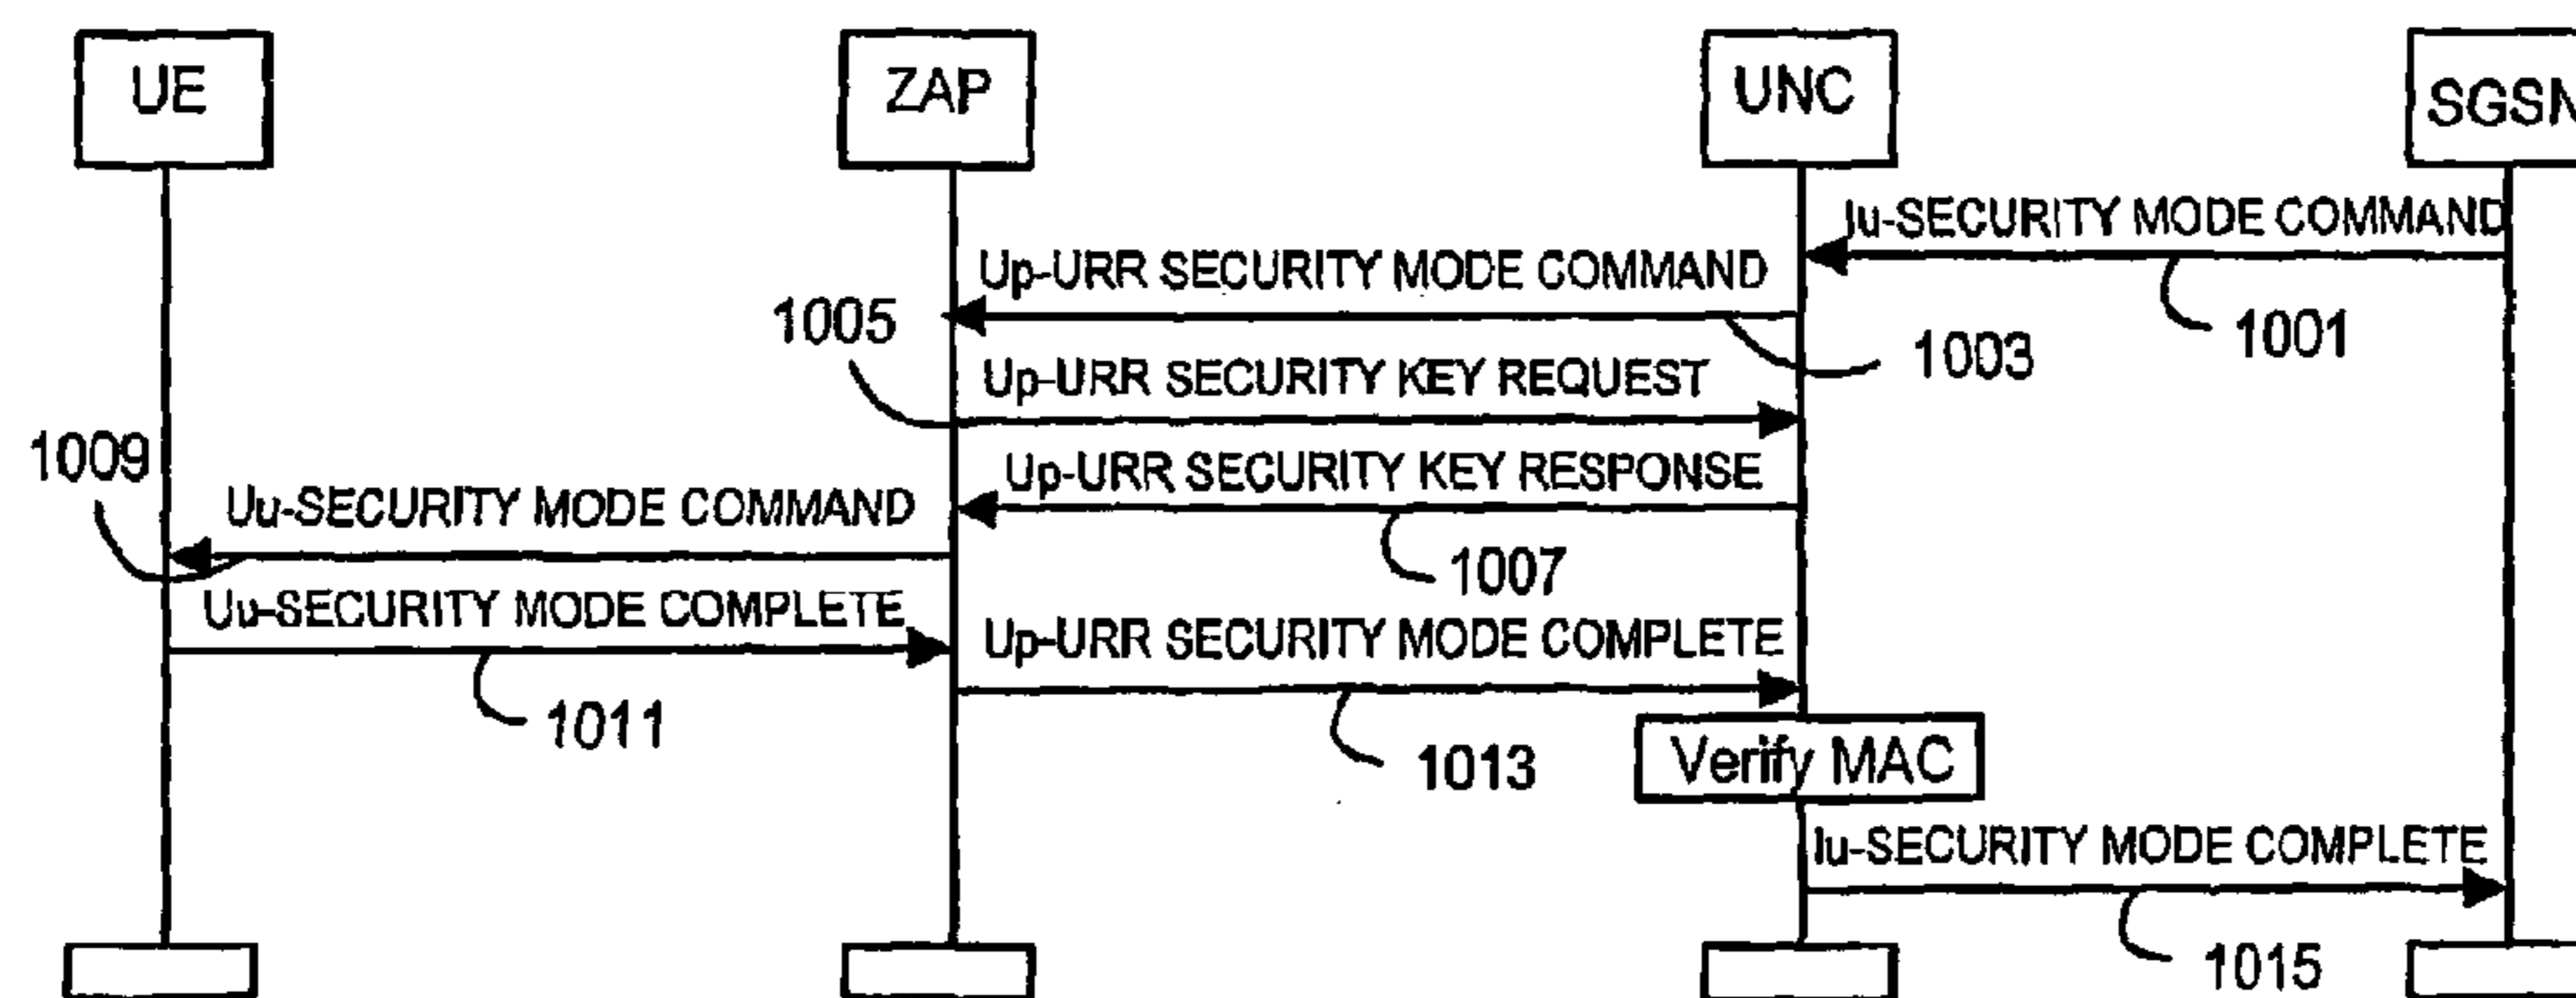 UE
ZAP
UNC
SGSN
Iu-SECURITY MODE COMMAND
1001
Up-URR SECURITY MODE COMMAND
1003
1005
Up-URR SECURITY KEY REQUEST
Up-URR SECURITY KEY RESPONSE
1007
1009
Uu-SECURITY MODE COMMAND
Uu-SECURITY MODE COMPLETE
1011
Up-URR SECURITY MODE COMPLETE
1013
Verify MAC
Iu-SECURITY MODE COMPLETE
1015